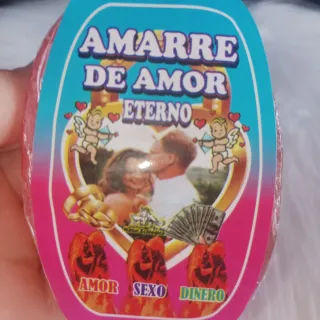 AMARRE
DE AMOR
ETERNO
AMOR SEXO DINERO